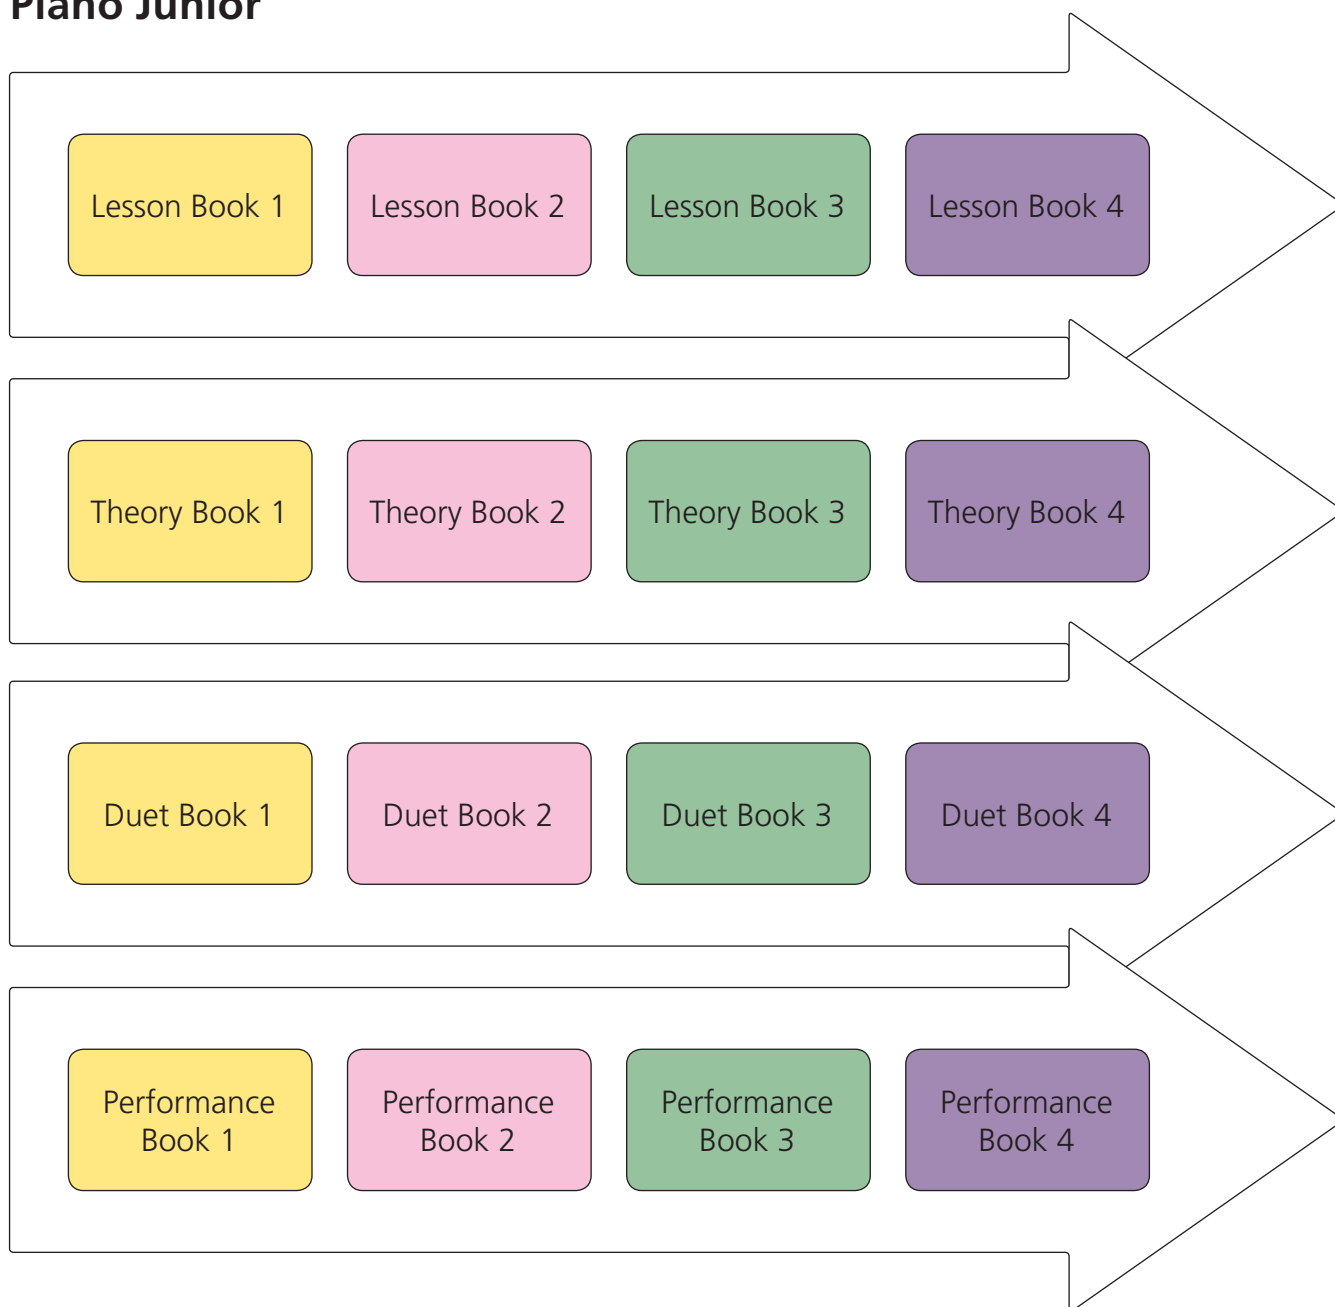 Piano Junior
Lesson Book 1
Lesson Book 2
Lesson Book 3
Lesson Book 4
Theory Book 1
Theory Book 2
Theory Book 3
Theory Book 4
Duet Book 1
Duet Book 2
Duet Book 3
Duet Book 4
Performance
Book 1
Performance
Book 2
Performance
Book 3
Performance
Book 4